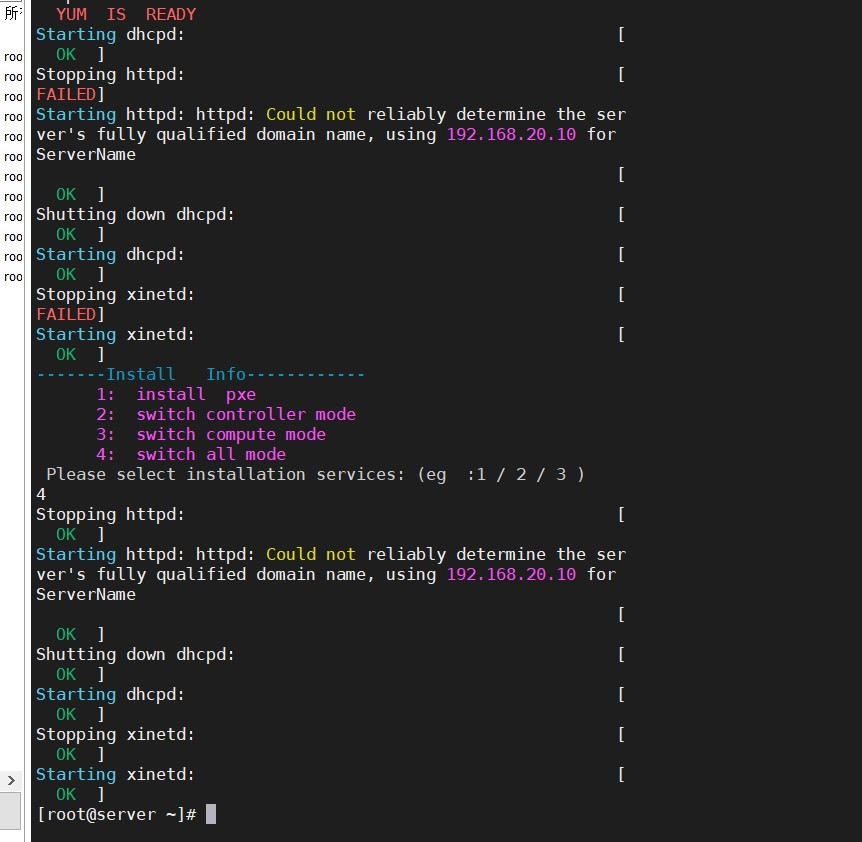 所
roo
roo
roo
roo
roo
roo
roo
roo
roo
roo
roo
roo
YUM IS READY
Starting dhcpd: [
OK ]
Stopping httpd: [
FAILED]
Starting httpd: httpd: Could not reliably determine the ser
ver's fully qualified domain name, using 192.168.20.10 for
ServerName
[
OK ]
Shutting down dhcpd: [
OK ]
Starting dhcpd: [
OK ]
Stopping xinetd: [
FAILED]
Starting xinetd: [
OK ]
-------Install Info------------
1: install pxe
2: switch controller mode
3: switch compute mode
4: switch all mode
Please select installation services: (eg :1 / 2 / 3 )
4
Stopping httpd: [
OK ]
Starting httpd: httpd: Could not reliably determine the ser
ver's fully qualified domain name, using 192.168.20.10 for
ServerName
[
OK ]
Shutting down dhcpd: [
OK ]
Starting dhcpd: [
OK ]
Stopping xinetd: [
OK ]
Starting xinetd: [
OK ]
[root@server ~]#